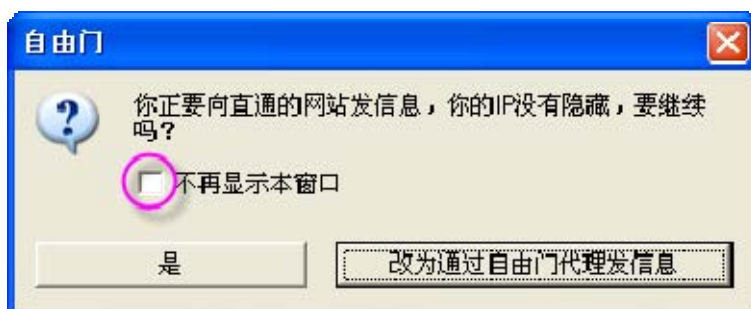 自由门
你正要向直通的网站发信息，你的IP没有隐藏，要继续
吗？
不再显示本窗口
是
改为通过自由门代理发信息